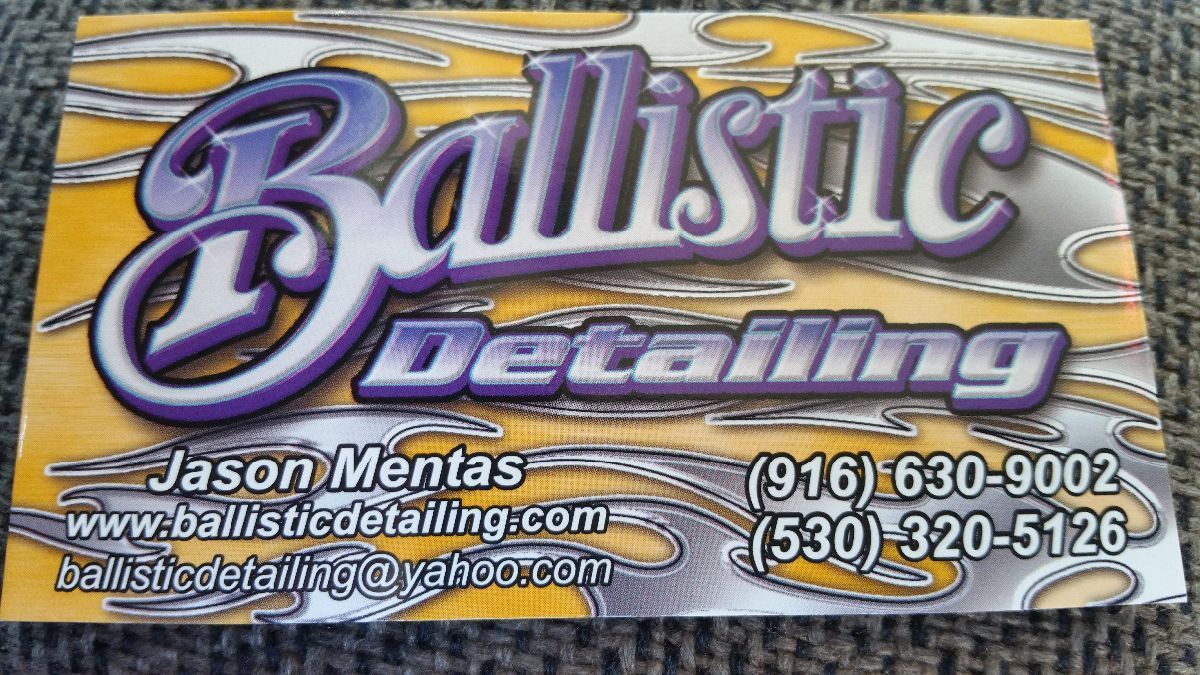 Ballistic
Detailing
Jason Mentas
www.ballisticdetailing.com
ballisticdetailing@yahoo.com
(916) 630-9002
(530) 320-5126